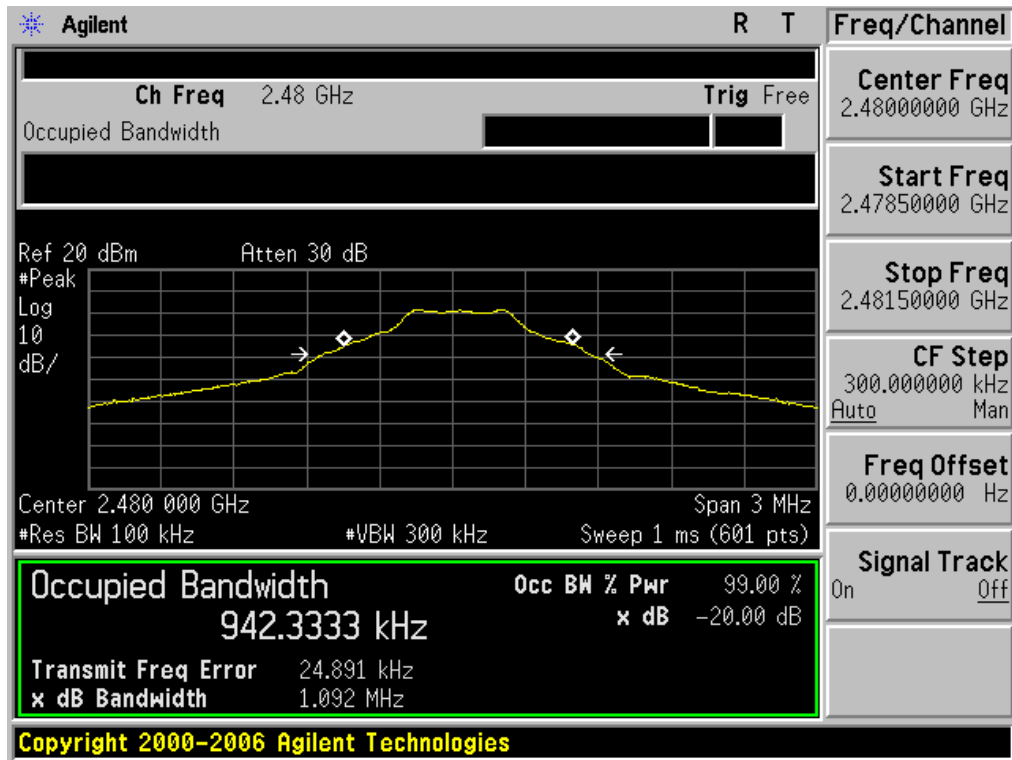 Agilent R T
Freq/Channel
Ch Freq 2.48 GHz Trig Free
Occupied Bandwidth
Ref 20 dBm Atten 30 dB
#Peak
Log
10
dB/
Center 2.480 000 GHz Span 3 MHz
#Res BW 100 kHz #VBW 300 kHz Sweep 1 ms (601 pts)
Occupied Bandwidth Occ BW % Pwr 99.00 %
942.3333 kHz x dB -20.00 dB
Transmit Freq Error 24.891 kHz
x dB Bandwidth 1.092 MHz
Copyright 2000-2006 Agilent Technologies
Center Freq
2.48000000 GHz
Start Freq
2.47850000 GHz
Stop Freq
2.48150000 GHz
CF Step
300.000000 kHz
Auto Man
Freq Offset
0.00000000 Hz
Signal Track
On Off